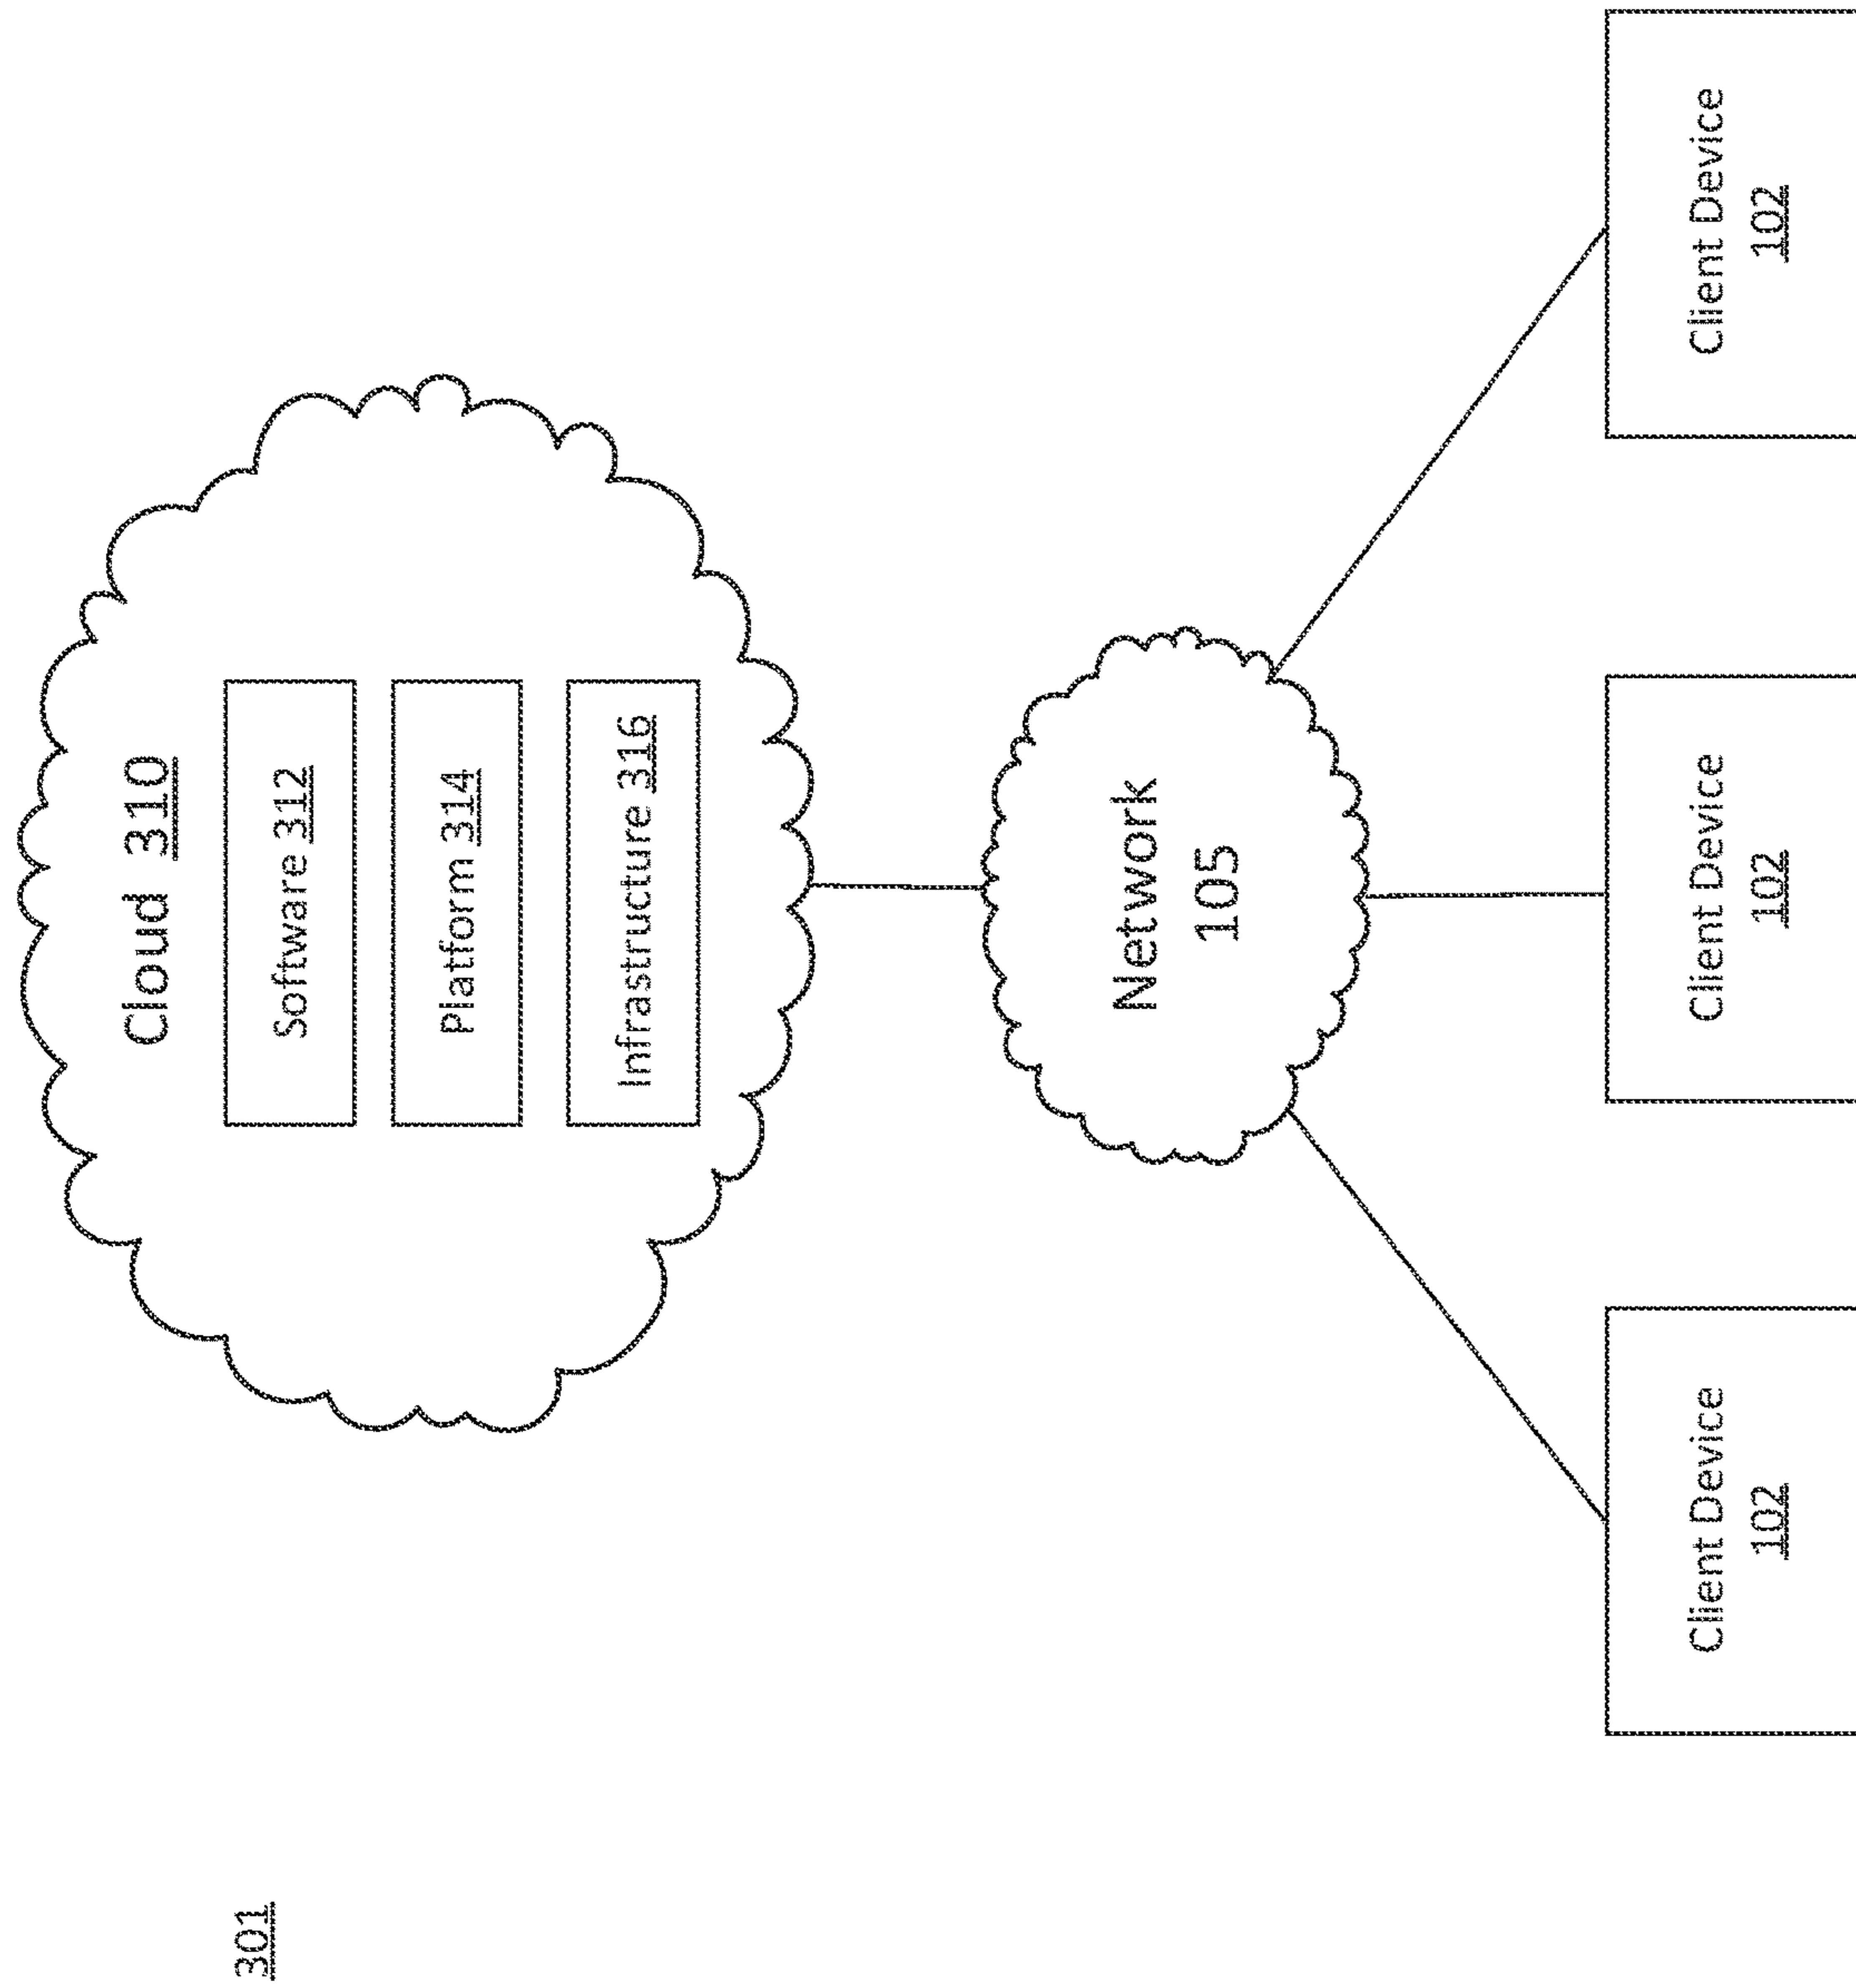 301
Cloud 310
Software 312
Platform 314
Infrastructure 316
Network
105
Client Device
102
Client Device
102
Client Device
102